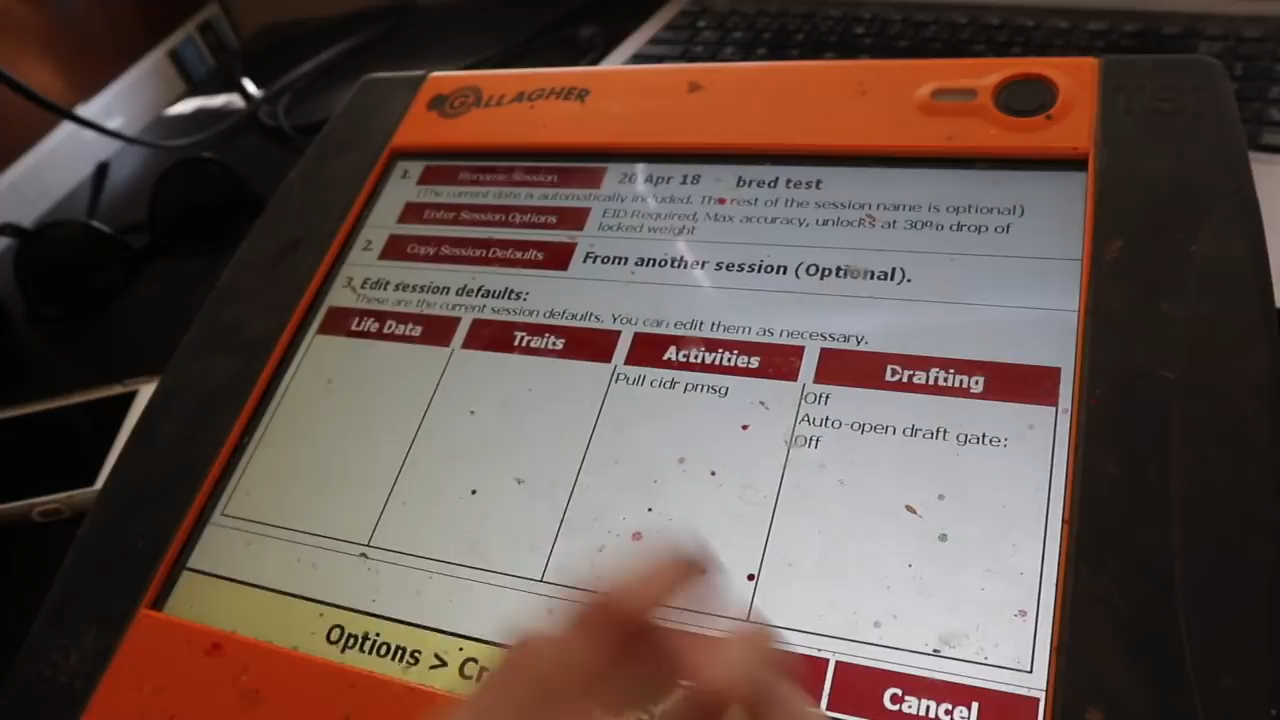 GALLAGHER
TSi
1. Rename Session 20 Apr 18 - bred test
(The current date is automatically included. The rest of the session name is optional)
Enter Session Options EID Required, Max accuracy, unlocks at 30% drop of
locked weight
2. Copy Session Defaults From another session (Optional).
3. Edit session defaults:
These are the current session defaults. You can edit them as necessary.
Life Data Traits Activities Drafting
Pull cidr pmsg Off
Auto-open draft gate:
Off
Options > Cr
Cancel